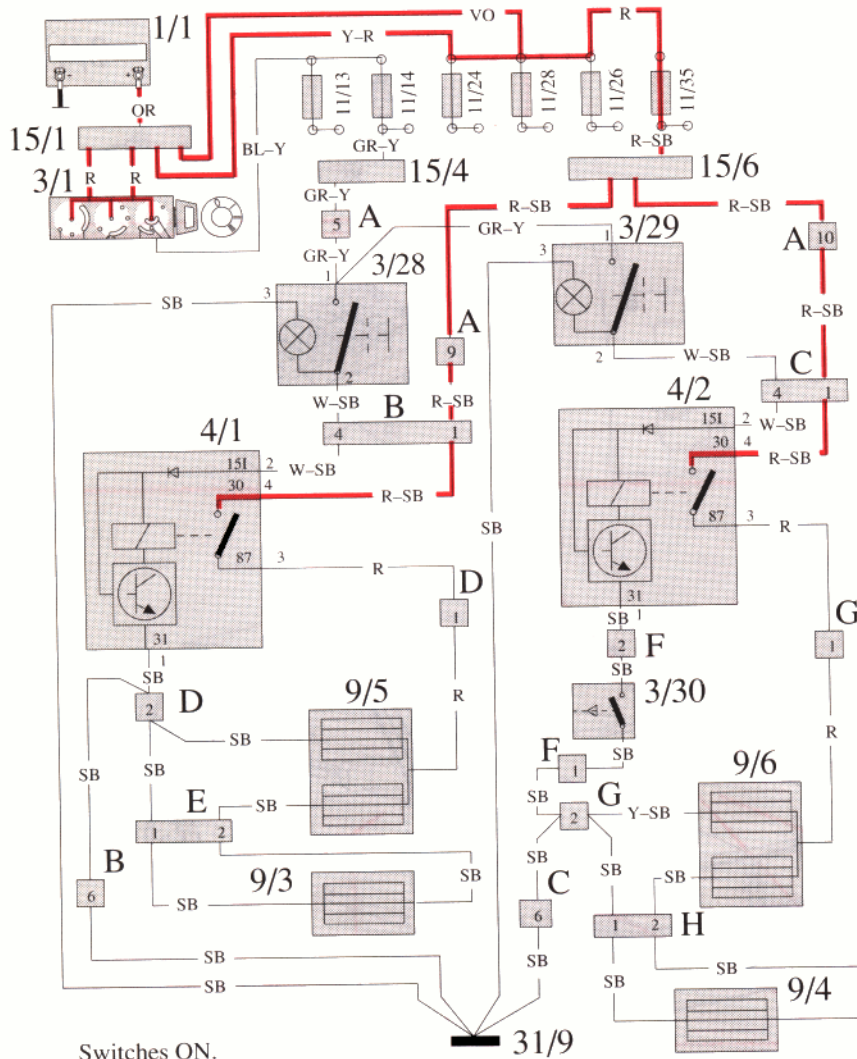 1/1
VO
R
Y–R
OR
11/13
11/14
11/24
11/28
11/26
11/35
15/1
BL–Y
GR–Y
R–SB
3/1
R
R
15/4
15/6
GR–Y
5
A
R–SB
R–SB
GR–Y
3/29
A
10
GR–Y
3/28
1
1
3
3
SB
A
9
R–SB
2
2
W–SB
C
W–SB
R–SB
B
4/2
4
1
4/1
4
1
15I
2
W–SB
15I
2
W–SB
30
4
R–SB
30
4
R–SB
SB
87
3
R
87
3
R
D
1
31
1
SB
G
1
31
1
SB
2
F
SB
D
2
9/5
R
3/30
SB
R
SB
SB
SB
F
1
9/6
E
SB
SB
G
2
Y–SB
1
2
B
9/3
SB
C
SB
SB
6
SB
SB
6
1
2
H
SB
SB
SB
SB
SB
9/4
31/9
Switches ON.